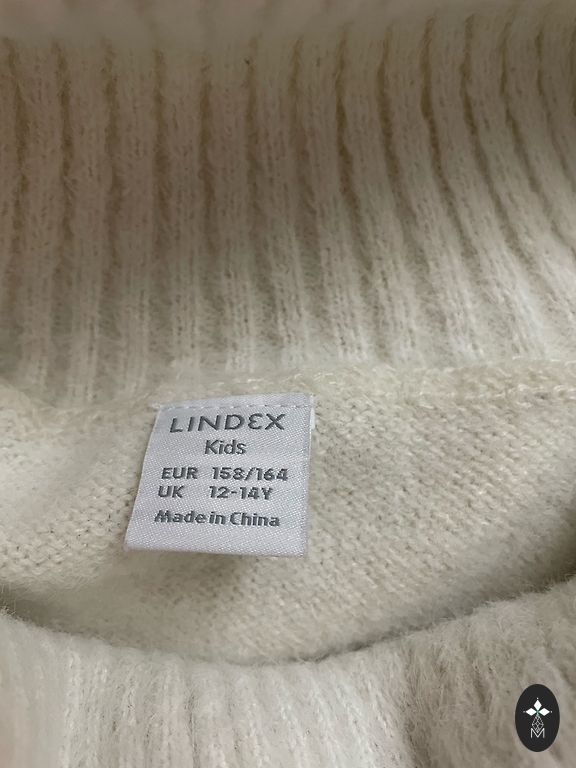 LINDEX
Kids
EUR 158/164
UK 12-14Y
Made in China
M